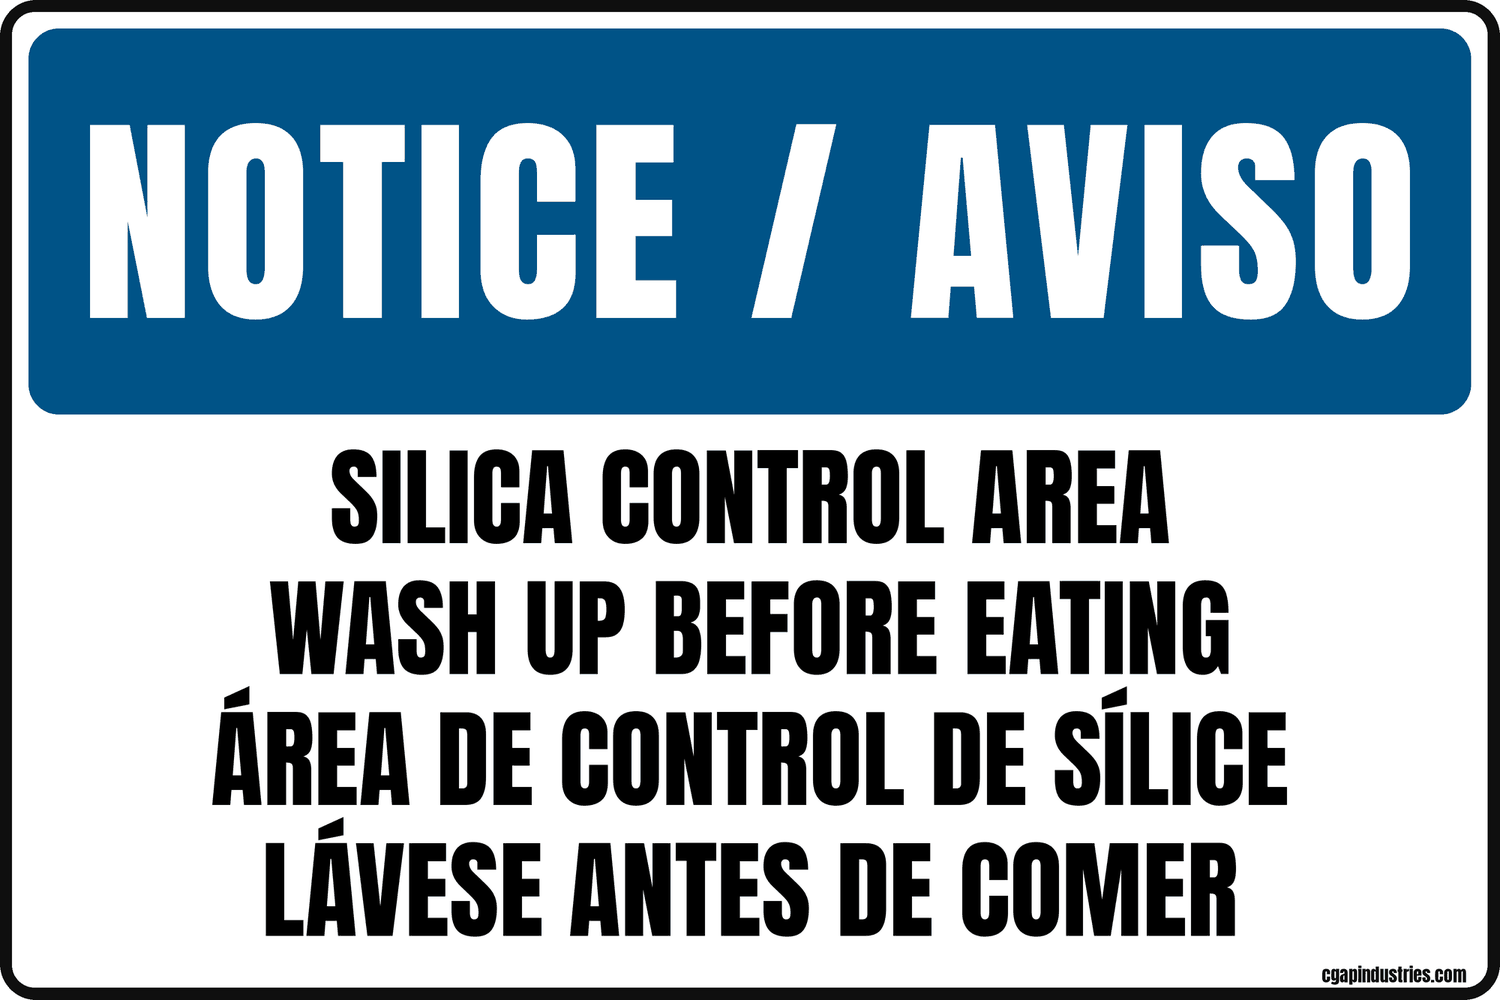 NOTICE / AVISO
SILICA CONTROL AREA
WASH UP BEFORE EATING
ÁREA DE CONTROL DE SÍLICE
LÁVESE ANTES DE COMER
cgapindustries.com